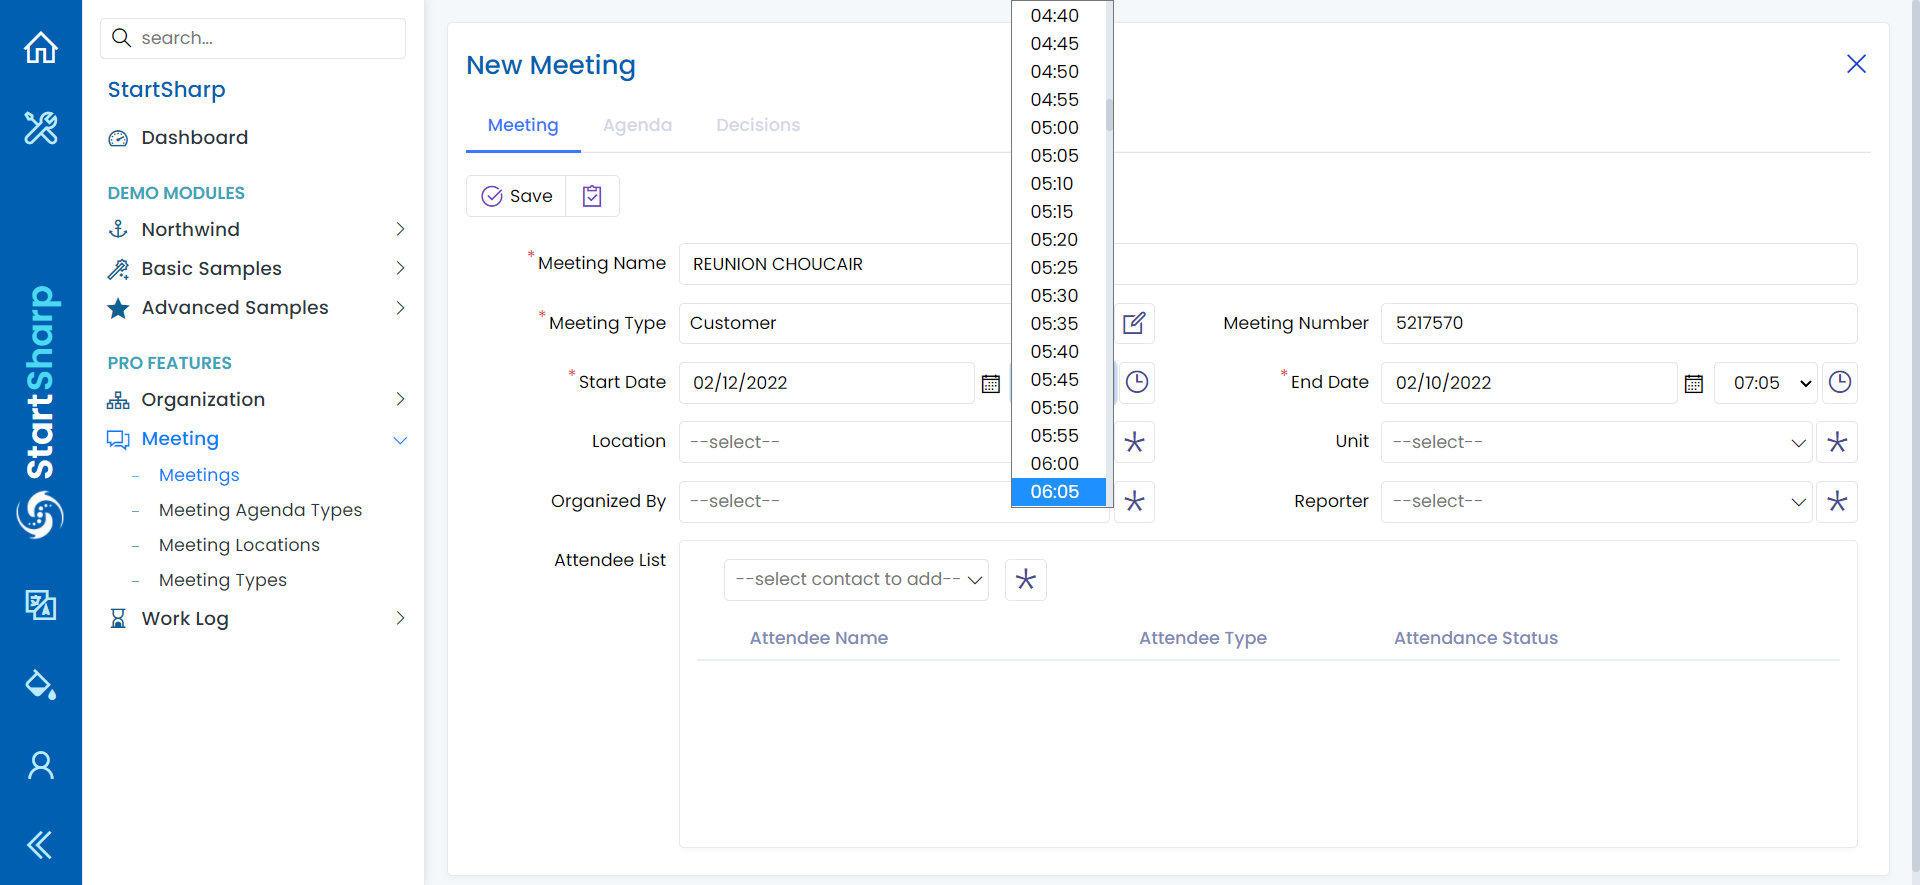 search...
StartSharp
Dashboard
DEMO MODULES
Northwind
Basic Samples
Advanced Samples
PRO FEATURES
Organization
Meeting
- Meetings
- Meeting Agenda Types
- Meeting Locations
- Meeting Types
Work Log
StartSharp
New Meeting
Meeting Agenda Decisions
Save
*Meeting Name REUNION CHOUCAIR
*Meeting Type Customer
Meeting Number 5217570
*Start Date 02/12/2022
*End Date 02/10/2022 07:05
Location --select--
Unit --select--
Organized By --select--
Reporter --select--
Attendee List --select contact to add--
Attendee Name Attendee Type Attendance Status
04:40
04:45
04:50
04:55
05:00
05:05
05:10
05:15
05:20
05:25
05:30
05:35
05:40
05:45
05:50
05:55
06:00
06:05